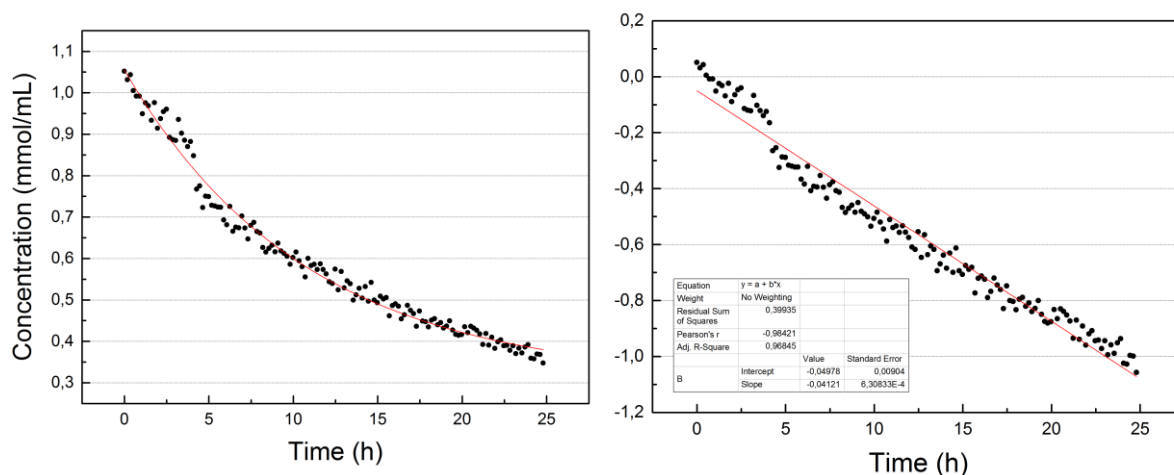 Concentration (mmol/mL)
1,1
1,0
0,9
0,8
0,7
0,6
0,5
0,4
0,3
0 5 10 15 20 25
Time (h)
0,2
0,0
-0,2
-0,4
-0,6
-0,8
-1,0
-1,2
Equation y = a + b*x
Weight No Weighting
Residual Sum
of Squares 0,39935
Pearson's r -0,98421
Adj. R-Square 0,96845
Value Standard Error
B Intercept -0,04978 0,00904
Slope -0,04121 6,30833E-4
0 5 10 15 20 25
Time (h)